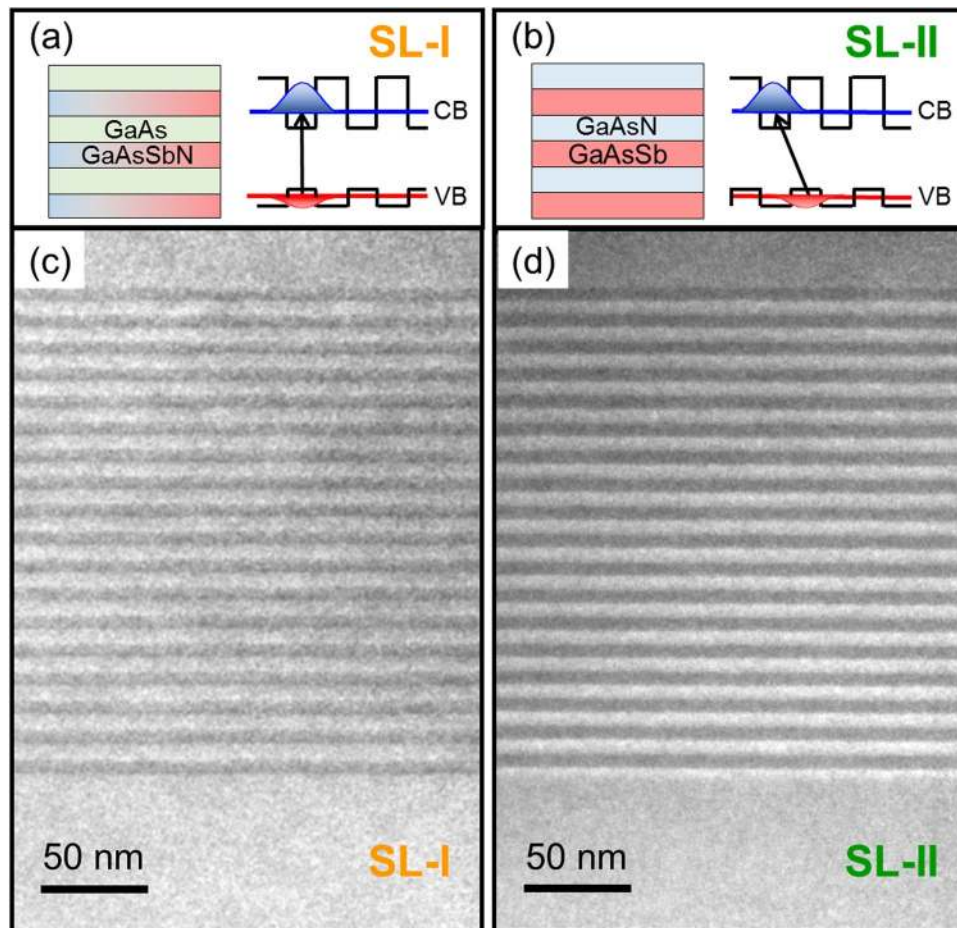 (a)
SL-I
GaAs
GaAsSbN
CB
VB
(b)
SL-II
GaAsN
GaAsSb
CB
VB
(c)
50 nm
SL-I
(d)
50 nm
SL-II